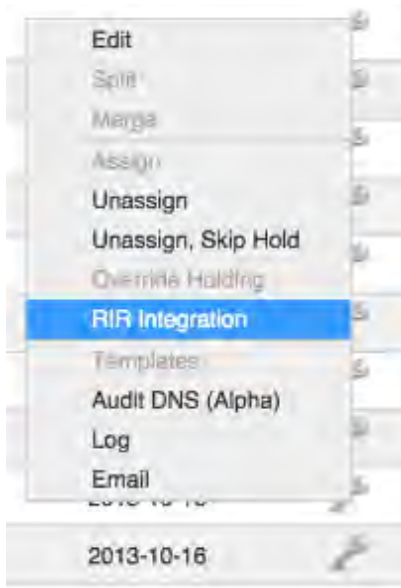 Edit
Split
Merge
Assign
Unassign
Unassign, Skip Hold
Override Holding
RIR Integration
Templates
Audit DNS (Alpha)
Log
Email
2013-10-16